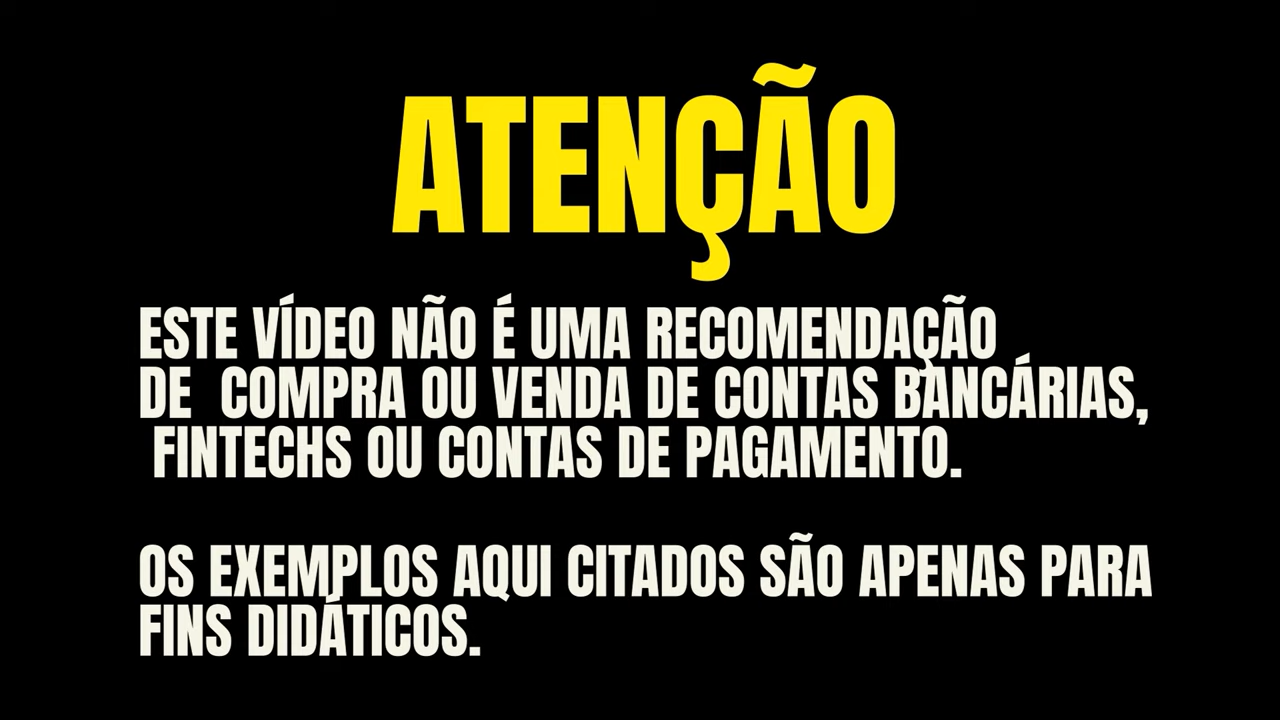 ATENÇÃO
ESTE VÍDEO NÃO É UMA RECOMENDAÇÃO
DE COMPRA OU VENDA DE CONTAS BANCÁRIAS,
FINTECHS OU CONTAS DE PAGAMENTO.
OS EXEMPLOS AQUI CITADOS SÃO APENAS PARA
FINS DIDÁTICOS.